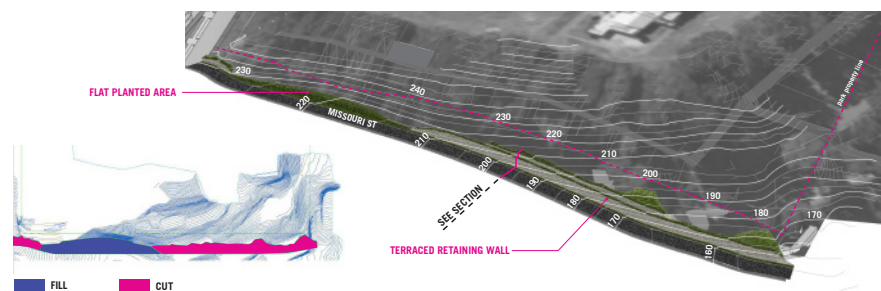 FLAT PLANTED AREA
230
240
220
MISSOURI ST
230
220
210
210
200
200
190
190
180
180
170
170
160
park property line
SEE SECTION
TERRACED RETAINING WALL
FILL
CUT